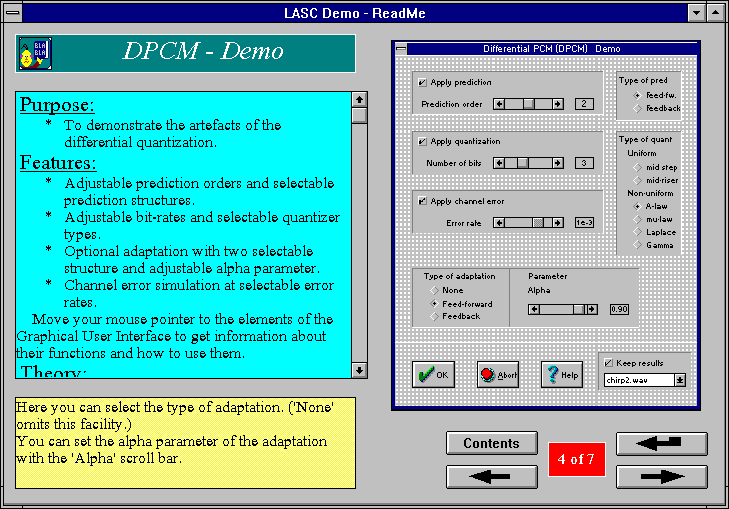 LASC Demo - ReadMe
BLA
BLA
DPCM - Demo
Purpose:
* To demonstrate the artefacts of the
differential quantization.
Features:
* Adjustable prediction orders and selectable
prediction structures.
* Adjustable bit-rates and selectable quantizer
types.
* Optional adaptation with two selectable
structure and adjustable alpha parameter.
* Channel error simulation at selectable error
rates.
Move your mouse pointer to the elements of the
Graphical User Interface to get information about
their functions and how to use them.
Theory:
Here you can select the type of adaptation. ('None'
omits this facility.)
You can set the alpha parameter of the adaptation
with the 'Alpha' scroll bar.
Differential PCM (DPCM) Demo
Apply prediction
Prediction order
2
Type of pred
Feed-fw.
Feedback
Apply quantization
Number of bits
3
Type of quant
Uniform
mid step
mid-riser
Non-uniform
A-law
mu-law
Laplace
Gamma
Apply channel error
Error rate
1e-3
Type of adaptation
None
Feed-forward
Feedback
Parameter
Alpha
0.90
OK
Abort
Help
Keep results
chirp2.wav
Contents
4 of 7